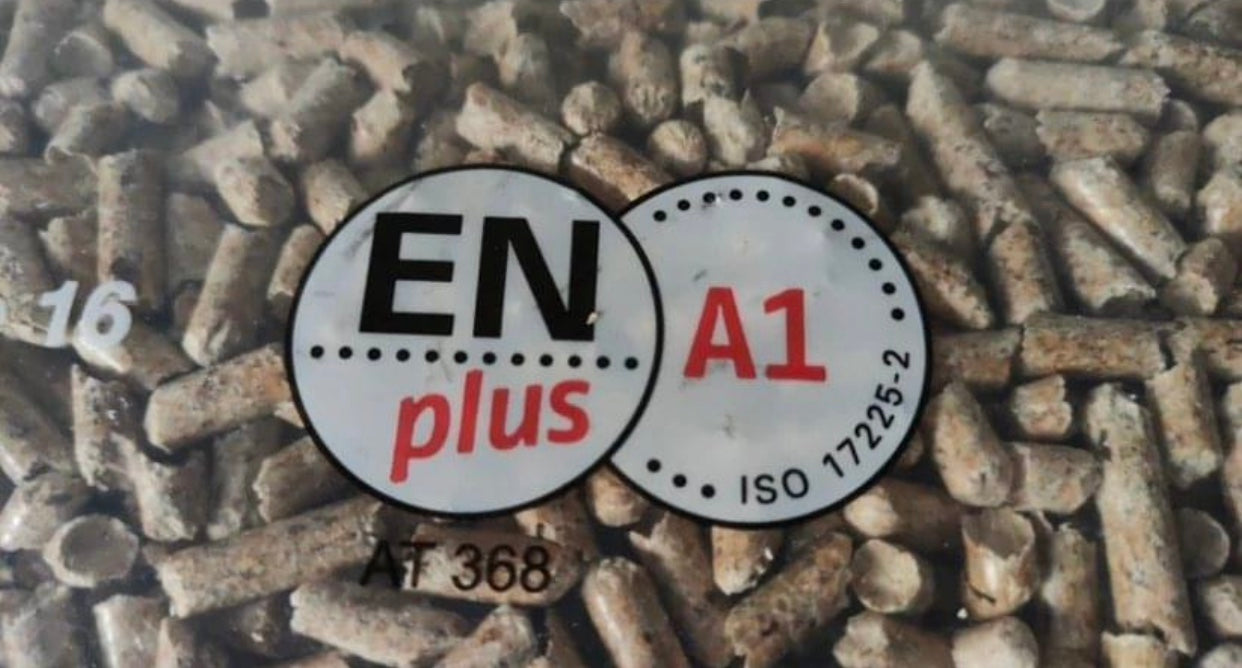 16
EN
plus
A1
ISO 17225-2
AT 368